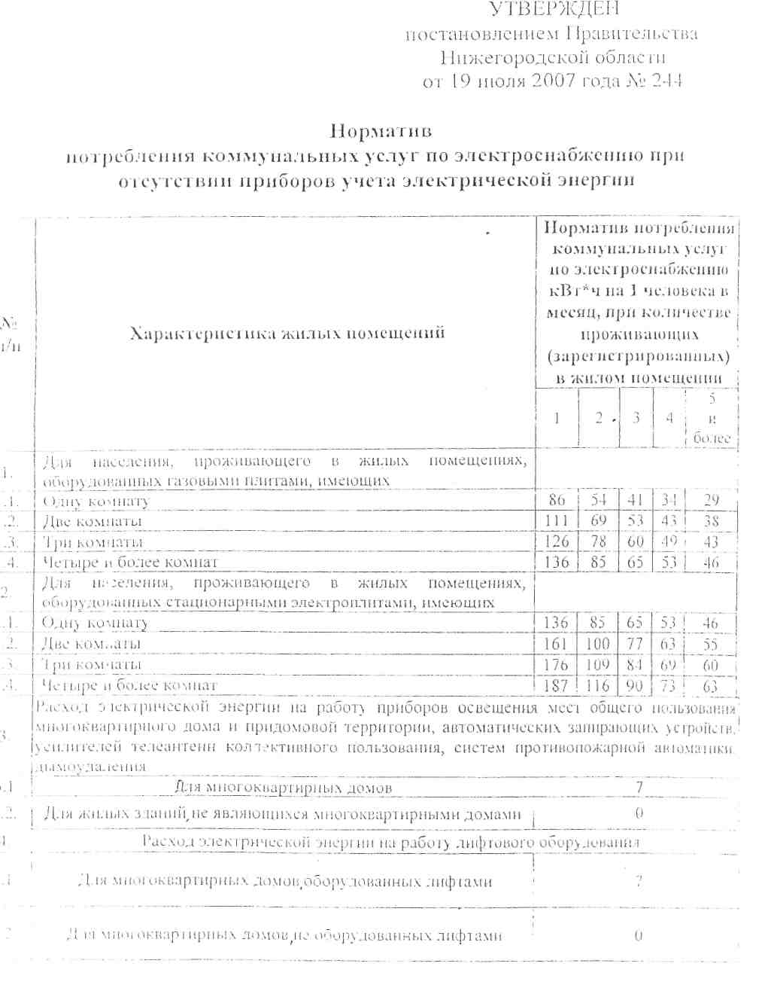 УТВЕРЖДЕН
постановлением Правительства
Нижегородской области
от 19 июля 2007 года № 244
Норматив
потребления коммунальных услуг по электроснабжению при
отсутствии приборов учета электрической энергии
№
п/п
Характеристика жилых помещений
Норматив потребления
коммунальных услуг
по электроснабжению
кВт*ч на 1 человека в
месяц, при количестве
проживающих
(зарегистрированных)
в жилом помещении
1 2 3 4 5 и более
1. Для населения, проживающего в жилых помещениях,
оборудованных газовыми плитами, имеющих
.1. Одну комнату 86 54 41 34 29
.2. Две комнаты 111 69 53 43 38
.3. Три комнаты 126 78 60 49 43
4. Четыре и более комнат 136 85 65 53 46
2. Для населения, проживающего в жилых помещениях,
оборудованных стационарными электроплитами, имеющих
.1. Одну комнату 136 85 65 53 46
2. Две комнаты 161 100 77 63 55
.3. Три комнаты 176 109 84 69 60
.4. Четыре и более комнат 187 116 90 73 63
3. Расход электрической энергии на работу приборов освещения мест общего пользования
многоквартирного дома и придомовой территории, автоматических запирающих устройств,
усилителей телеантенн коллективного пользования, систем противопожарной автоматики,
дымоудаления
.1 Для многоквартирных домов 7
.2. Для жилых зданий, не являющихся многоквартирными домами 0
Расход электрической энергии на работу лифтового оборудования
Для многоквартирных домов, оборудованных лифтами 7
2 Для многоквартирных домов, не оборудованных лифтами 0